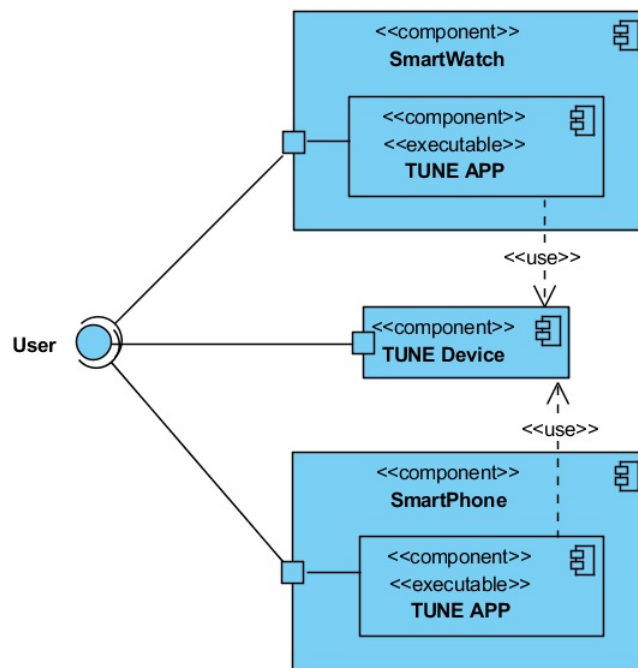 <<component>>
SmartWatch
<<component>>
<<executable>>
TUNE APP
<<use>>
User
<<component>>
TUNE Device
<<use>>
<<component>>
SmartPhone
<<component>>
<<executable>>
TUNE APP